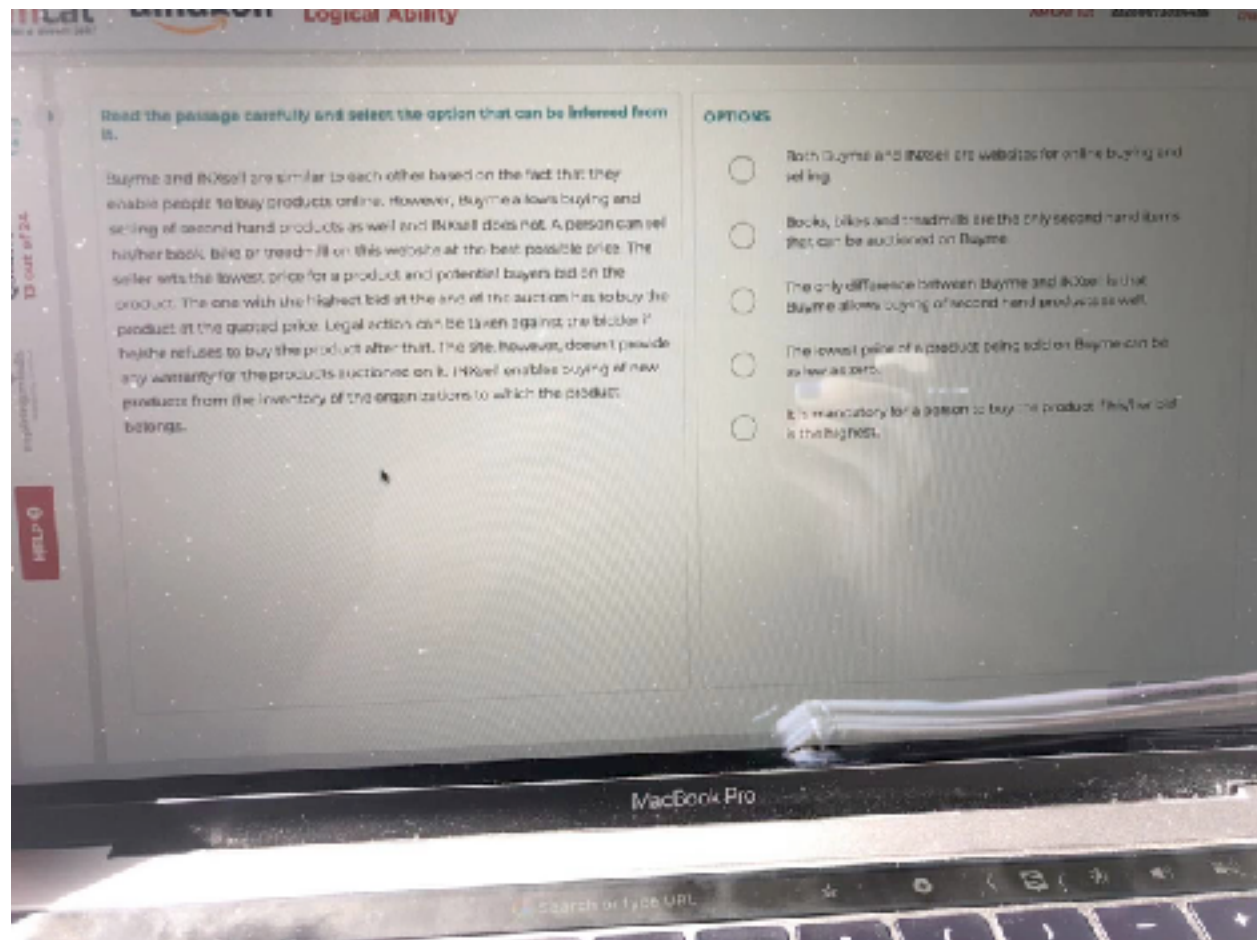 amazon
Logical Ability
13 out of 24
HELP
Read the passage carefully and select the option that can be inferred from
it.
Buyme and INXsell are similar to each other based on the fact that they
enable people to buy products online. However, Buyme allows buying and
selling of second hand products as well and INXsell does not. A person can sell
his/her book, bike or treadmill on this website at the best possible price. The
seller sets the lowest price for a product and potential buyers bid on the
product. The one with the highest bid at the end of the auction has to buy the
product at the quoted price. Legal action can be taken against the bidder if
he/she refuses to buy the product after that. The site, however, doesn't provide
any warranty for the products auctioned on it. INXsell enables buying of new
products from the inventory of the organizations to which the product
belongs.
OPTIONS
Both Buyme and INXsell are websites for online buying and
selling.
Books, bikes and treadmills are the only second hand items
that can be auctioned on Buyme.
The only difference between Buyme and INXsell is that
Buyme allows buying of second hand products as well.
The lowest price of a product being sold on Buyme can be
as low as zero.
It is mandatory for a person to buy the product if his/her bid
is the highest.
MacBook Pro
Search or type URL